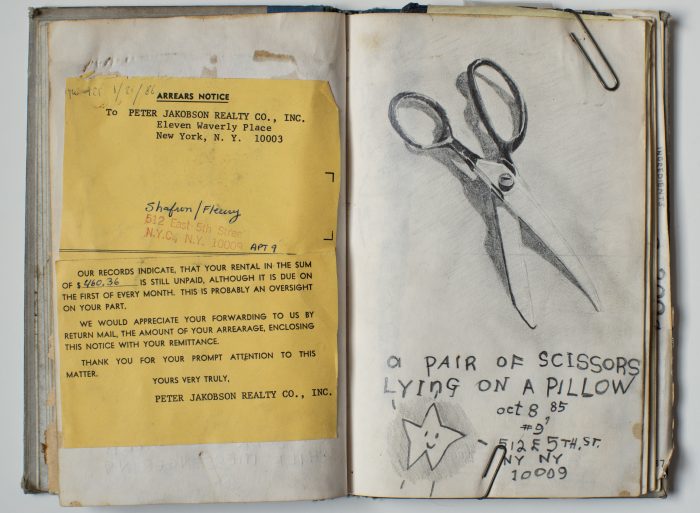 1/21/86
ARREARS NOTICE
To PETER JAKOBSON REALTY CO., INC.
Eleven Waverly Place
New York, N. Y. 10003
Shafron/Fleury
512 East 5th Street
N.Y.C., N.Y. 10009 APT 9
OUR RECORDS INDICATE, THAT YOUR RENTAL IN THE SUM
OF $ 460.36 IS STILL UNPAID, ALTHOUGH IT IS DUE ON
THE FIRST OF EVERY MONTH. THIS IS PROBABLY AN OVERSIGHT
ON YOUR PART.
WE WOULD APPRECIATE YOUR FORWARDING TO US BY
RETURN MAIL, THE AMOUNT OF YOUR ARREARAGE, ENCLOSING
THIS NOTICE WITH YOUR REMITTANCE.
THANK YOU FOR YOUR PROMPT ATTENTION TO THIS
MATTER.
YOURS VERY TRULY,
PETER JAKOBSON REALTY CO., INC.
a PAIR OF SCISSORS
LYING ON A PILLOW
oct 8, 85
#9
512 E 5TH. ST.
NY NY
10009
INGREDIENTS